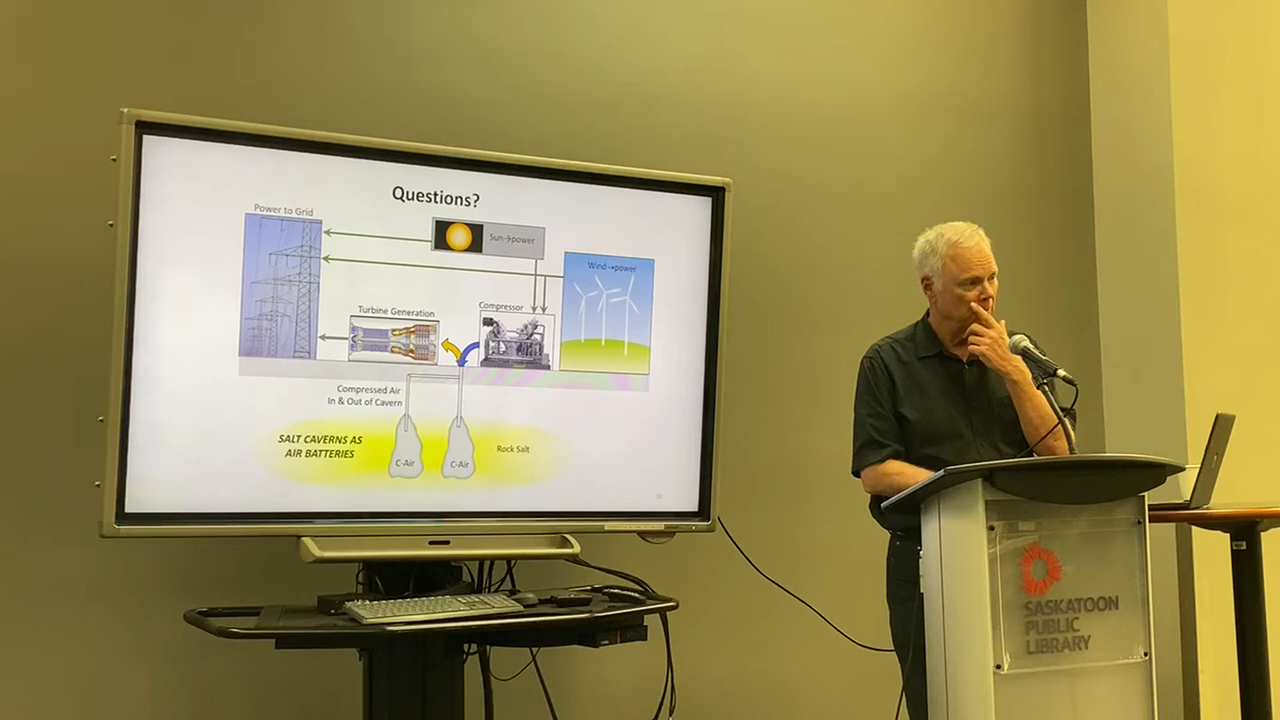 Questions?
Power to Grid
Sun→power
Wind→power
Compressor
Turbine Generation
Compressed Air
In & Out of Cavern
SALT CAVERNS AS
AIR BATTERIES
Rock Salt
C-Air
C-Air
SASKATOON
PUBLIC
LIBRARY